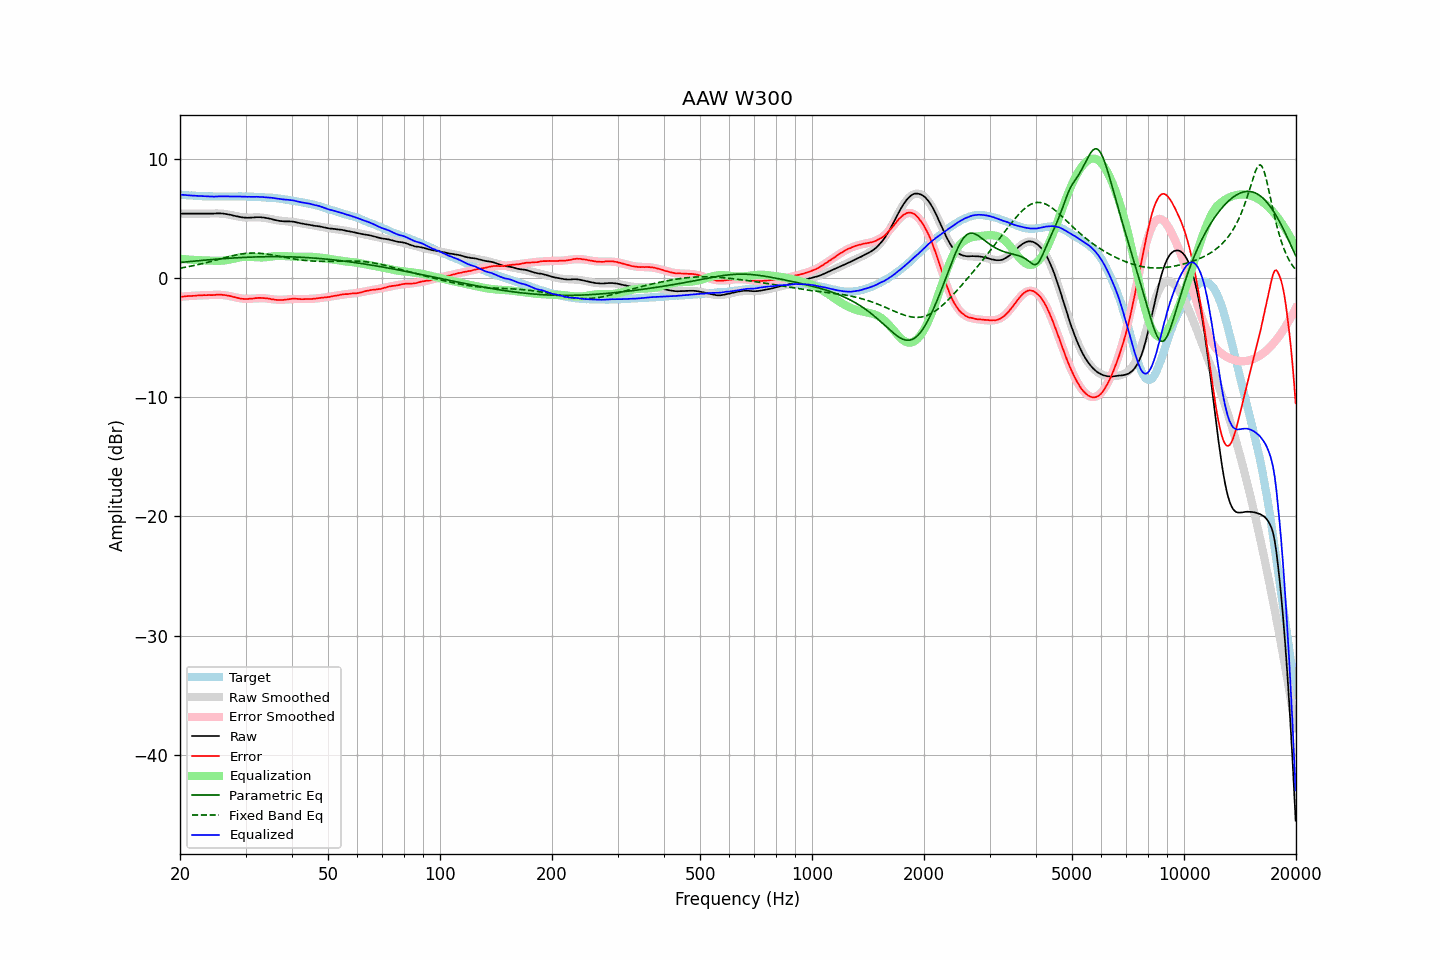 AAW W300
Amplitude (dBr)
10
0
−10
−20
−30
−40
Target
Raw Smoothed
Error Smoothed
Raw
Error
Equalization
Parametric Eq
Fixed Band Eq
Equalized
20 50 100 200 500 1000 2000 5000 10000 20000
Frequency (Hz)